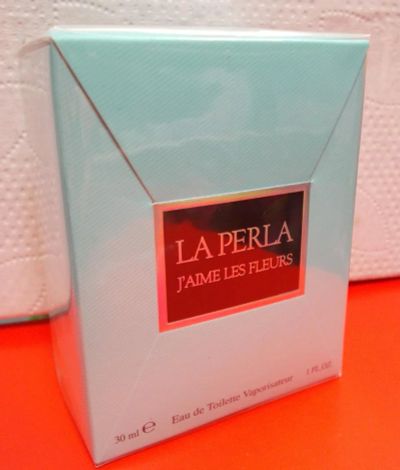 LA PERLA
J'AIME LES FLEURS
30 ml ℮ Eau de Toilette Vaporisateur 1 FL.OZ